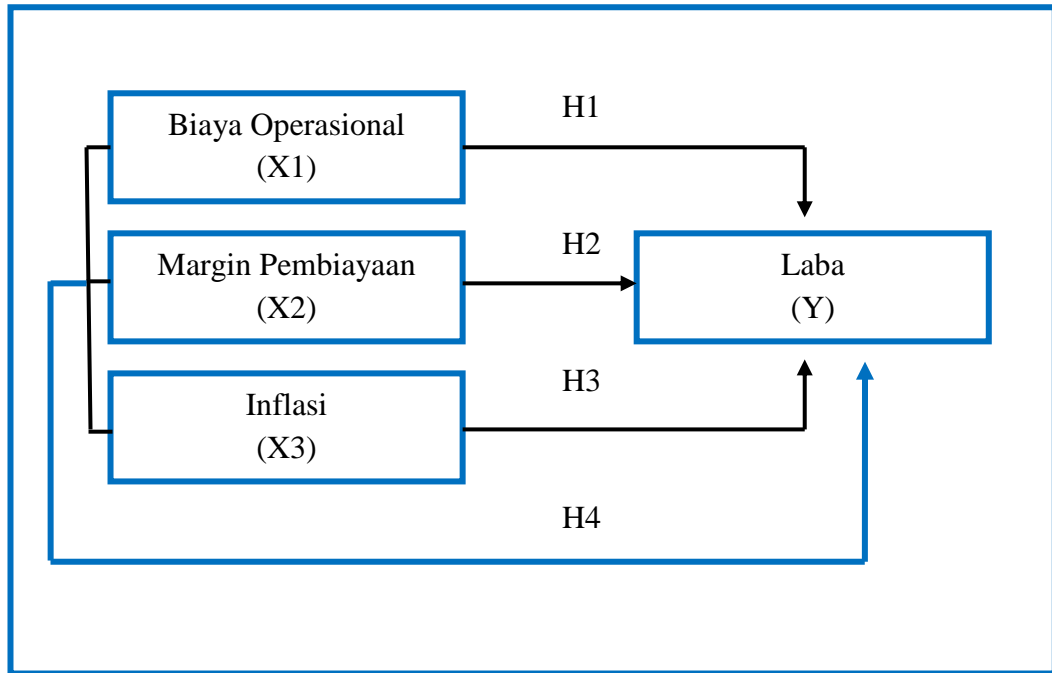 H1
Biaya Operasional
(X1)
H2
Margin Pembiayaan
(X2)
Laba
(Y)
H3
Inflasi
(X3)
H4